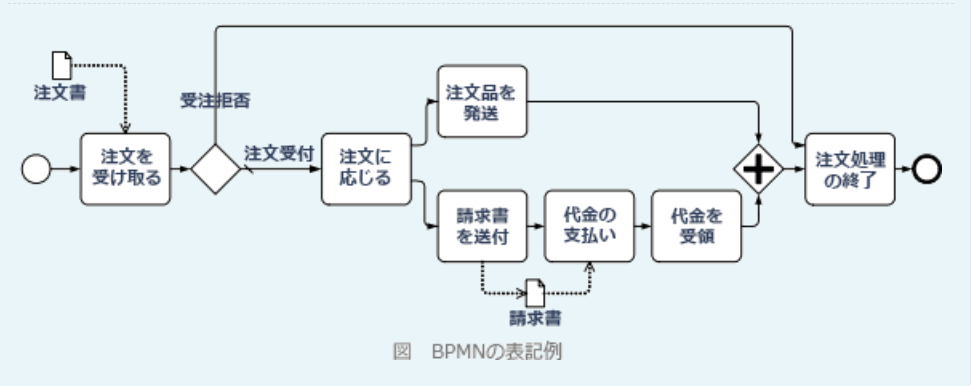 注文書
受注拒否
注文を
受け取る
注文受付
注文に
応じる
注文品を
発送
請求書
を送付
代金の
支払い
代金を
受領
注文処理
の終了
請求書
図　BPMNの表記例